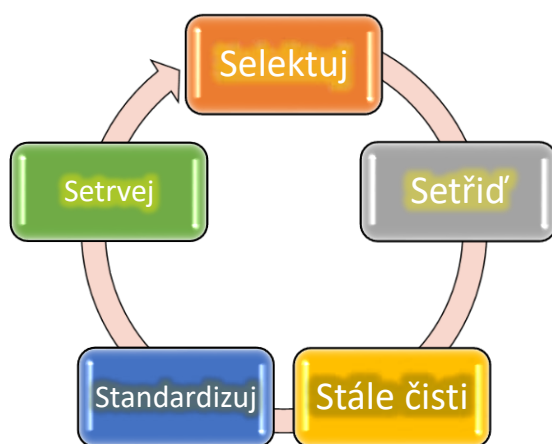 Selektuj
Setřiď
Stále čisti
Standardizuj
Setrvej